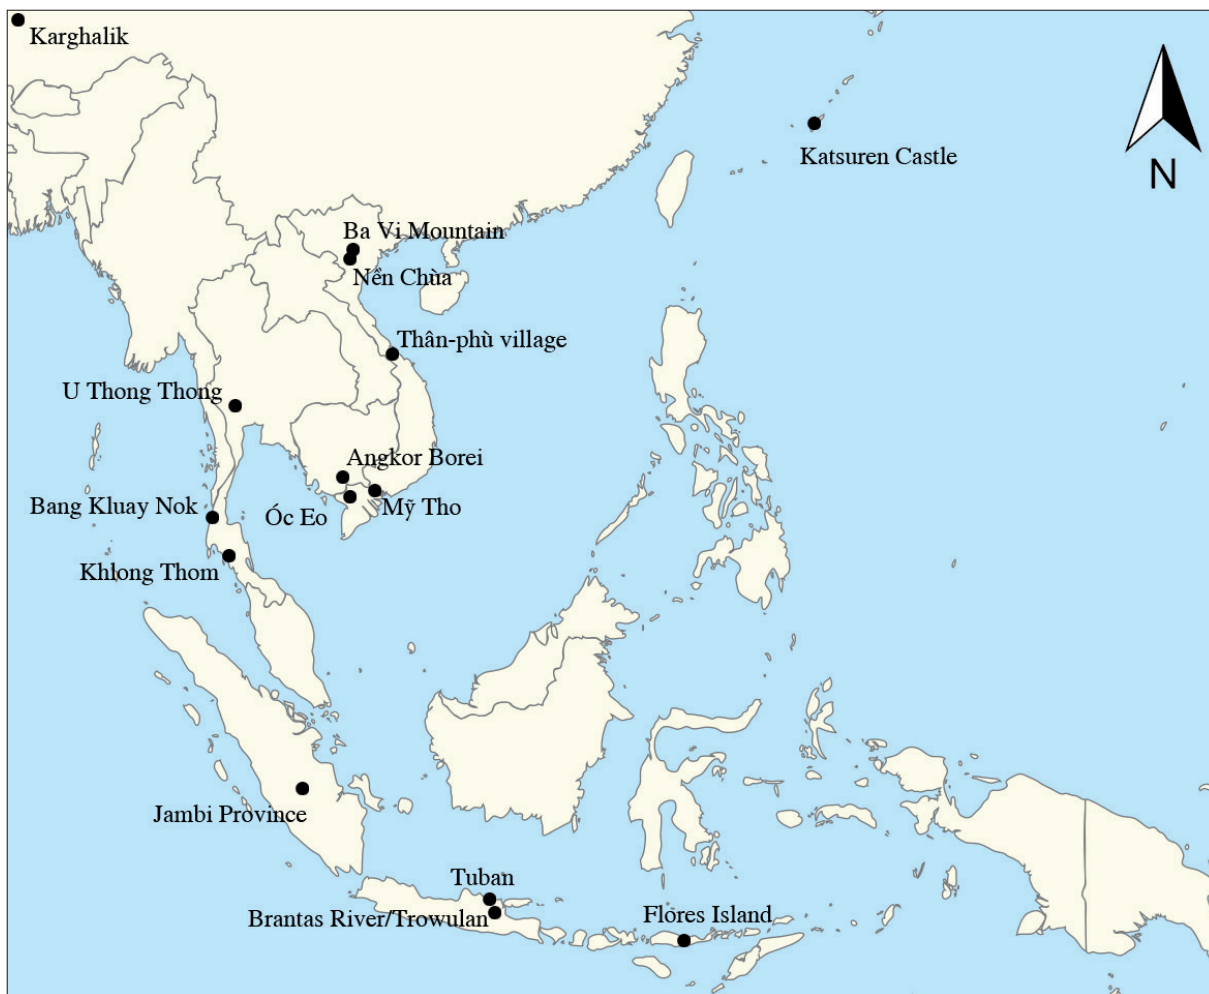 Karghalik
Katsuren Castle
N
Ba Vi Mountain
Nền Chùa
Thân-phù village
U Thong Thong
Angkor Borei
Bang Kluay Nok
Óc Eo
Mỹ Tho
Khlong Thom
Jambi Province
Tuban
Brantas River/Trowulan
Flores Island